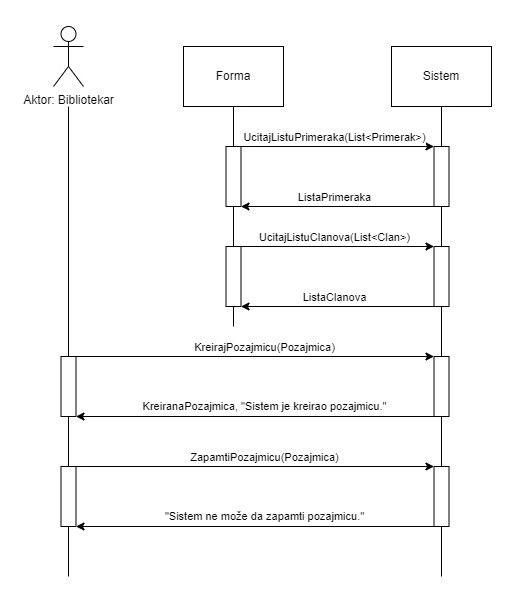 Aktor: Bibliotekar
Forma
Sistem
UcitajListuPrimeraka(List<Primerak>)
ListaPrimeraka
UcitajListuClanova(List<Clan>)
ListaClanova
KreirajPozajmicu(Pozajmica)
KreiranaPozajmica, "Sistem je kreirao pozajmicu."
ZapamtiPozajmicu(Pozajmica)
"Sistem ne može da zapamti pozajmicu."